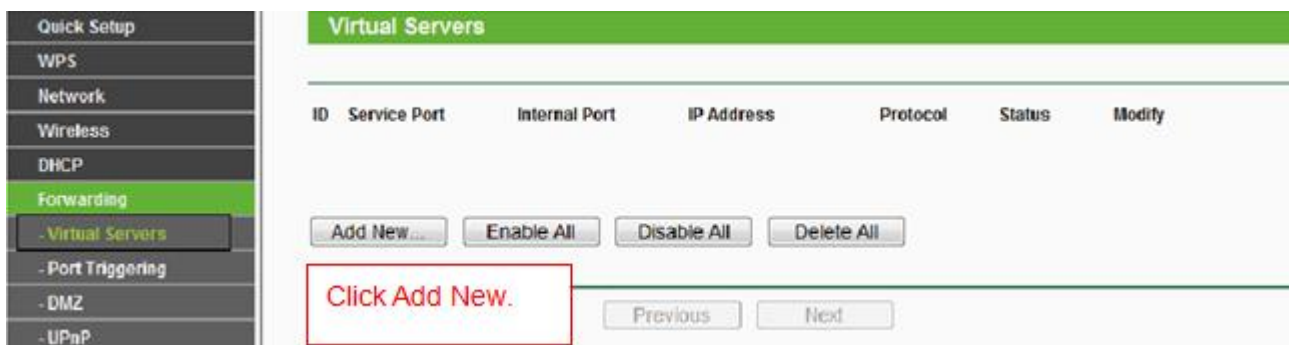 Quick Setup
WPS
Network
Wireless
DHCP
Forwarding
- Virtual Servers
- Port Triggering
- DMZ
- UPnP
Virtual Servers
ID Service Port Internal Port IP Address Protocol Status Modify
Add New... Enable All Disable All Delete All
Click Add New.
Previous Next